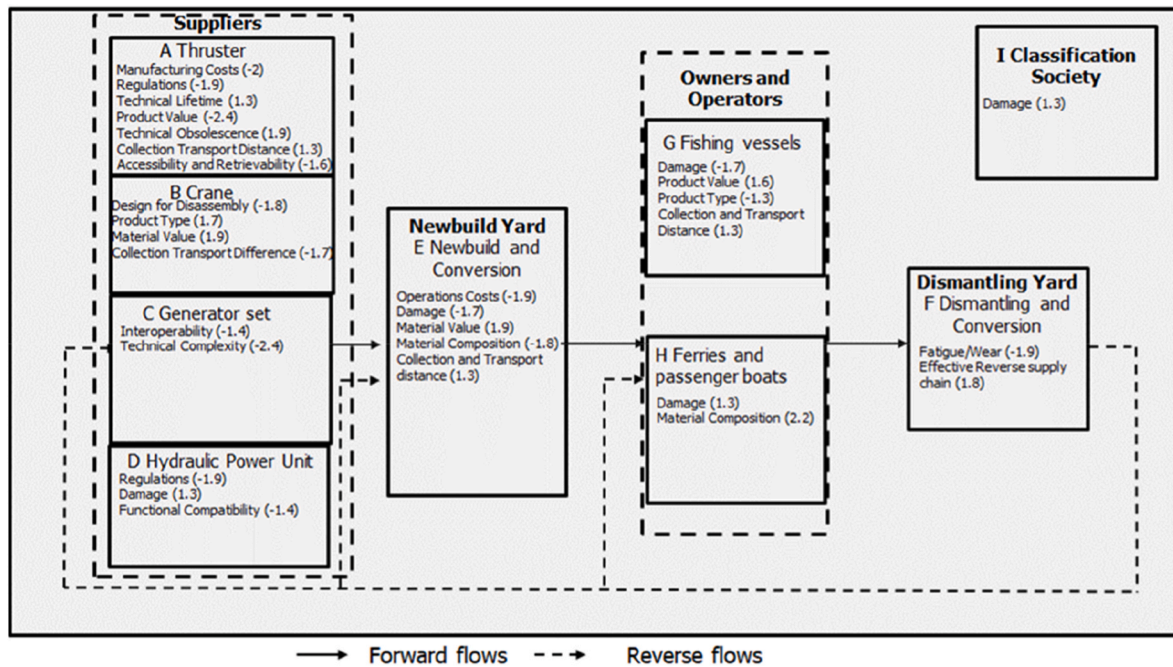 Suppliers
A Thruster
Manufacturing Costs (-2)
Regulations (-1.9)
Technical Lifetime (1.3)
Product Value (-2.4)
Technical Obsolescence (1.9)
Collection Transport Distance (1.3)
Accessibility and Retrievability (-1.6)
B Crane
Design for Disassembly (-1.8)
Product Type (1.7)
Material Value (1.9)
Collection Transport Difference (-1.7)
C Generator set
Interoperability (-1.4)
Technical Complexity (-2.4)
D Hydraulic Power Unit
Regulations (-1.9)
Damage (1.3)
Functional Compatibility (-1.4)
Newbuild Yard
E Newbuild and
Conversion
Operations Costs (-1.9)
Damage (-1.7)
Material Value (1.9)
Material Composition (-1.8)
Collection and Transport
distance (1.3)
Owners and
Operators
G Fishing vessels
Damage (-1.7)
Product Value (1.6)
Product Type (-1.3)
Collection and Transport
Distance (1.3)
H Ferries and
passenger boats
Damage (1.3)
Material Composition (2.2)
Dismantling Yard
F Dismantling and
Conversion
Fatigue/Wear (-1.9)
Effective Reverse supply
chain (1.8)
I Classification
Society
Damage (1.3)
Forward flows
Reverse flows